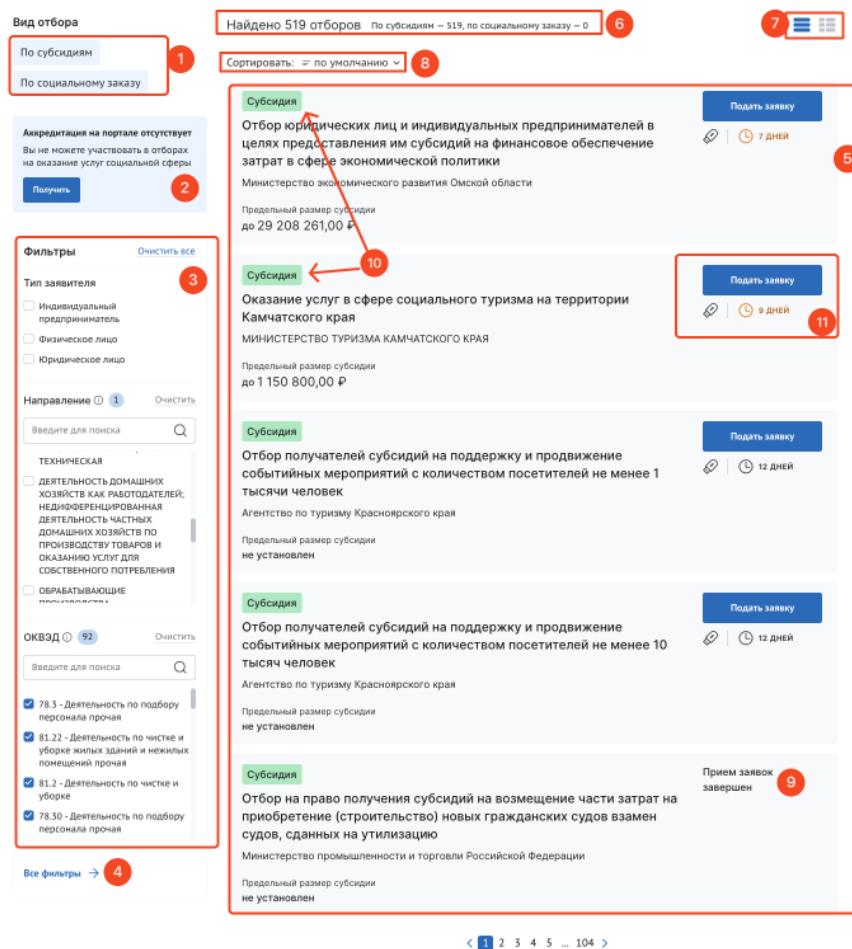 Вид отбора
По субсидиям
По социальному заказу
1
Аккредитация на портале отсутствует
Вы не можете участвовать в отборах
на оказание услуг социальной сферы
Получить
2
Фильтры
Очистить все
3
Тип заявителя
Индивидуальный
предприниматель
Физическое лицо
Юридическое лицо
Направление
1
Очистить
Введите для поиска
ТЕХНИЧЕСКАЯ
ДЕЯТЕЛЬНОСТЬ ДОМАШНИХ
ХОЗЯЙСТВ КАК РАБОТОДАТЕЛЕЙ;
НЕДИФФЕРЕНЦИРОВАННАЯ
ДЕЯТЕЛЬНОСТЬ ЧАСТНЫХ
ДОМАШНИХ ХОЗЯЙСТВ ПО
ПРОИЗВОДСТВУ ТОВАРОВ И
ОКАЗАНИЮ УСЛУГ ДЛЯ
СОБСТВЕННОГО ПОТРЕБЛЕНИЯ
ОБРАБАТЫВАЮЩИЕ
ПРОИЗВОДСТВА
ОКВЭД
92
Очистить
Введите для поиска
78.3 - Деятельность по подбору
персонала прочая
81.22 - Деятельность по чистке и
уборке жилых зданий и нежилых
помещений прочая
81.2 - Деятельность по чистке и
уборке
78.30 - Деятельность по подбору
персонала прочая
Все фильтры →
4
Найдено 519 отборов По субсидиям – 519, по социальному заказу – 0
6
7
Сортировать: по умолчанию
8
5
Субсидия
Отбор юридических лиц и индивидуальных предпринимателей в
целях предоставления им субсидий на финансовое обеспечение
затрат в сфере экономической политики
Министерство экономического развития Омской области
Предельный размер субсидии
до 29 208 261,00 ₽
Подать заявку
7 ДНЕЙ
10
Субсидия
Оказание услуг в сфере социального туризма на территории
Камчатского края
МИНИСТЕРСТВО ТУРИЗМА КАМЧАТСКОГО КРАЯ
Предельный размер субсидии
до 1 150 800,00 ₽
Подать заявку
9 ДНЕЙ
11
Субсидия
Отбор получателей субсидий на поддержку и продвижение
событийных мероприятий с количеством посетителей не менее 1
тысячи человек
Агентство по туризму Красноярского края
Предельный размер субсидии
не установлен
Подать заявку
12 ДНЕЙ
Субсидия
Отбор получателей субсидий на поддержку и продвижение
событийных мероприятий с количеством посетителей не менее 10
тысяч человек
Агентство по туризму Красноярского края
Предельный размер субсидии
не установлен
Подать заявку
12 ДНЕЙ
Субсидия
Отбор на право получения субсидий на возмещение части затрат на
приобретение (строительство) новых гражданских судов взамен
судов, сданных на утилизацию
Министерство промышленности и торговли Российской Федерации
Предельный размер субсидии
не установлен
Прием заявок
завершен
9
< 1 2 3 4 5 ... 104 >